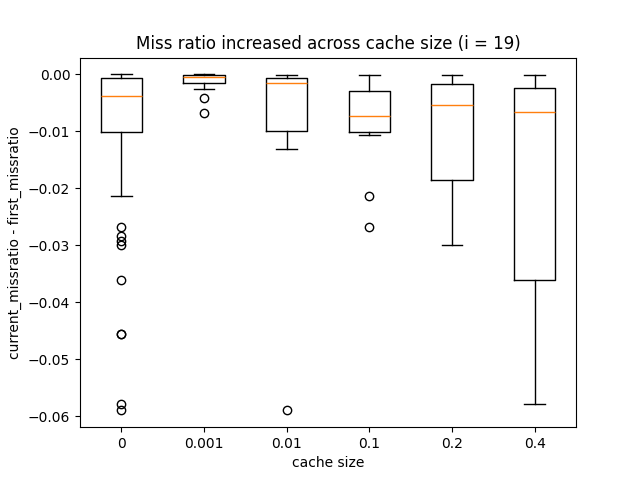 Miss ratio increased across cache size (i = 19)
current_missratio - first_missratio
0.00
−0.01
−0.02
−0.03
−0.04
−0.05
−0.06
0 0.001 0.01 0.1 0.2 0.4
cache size